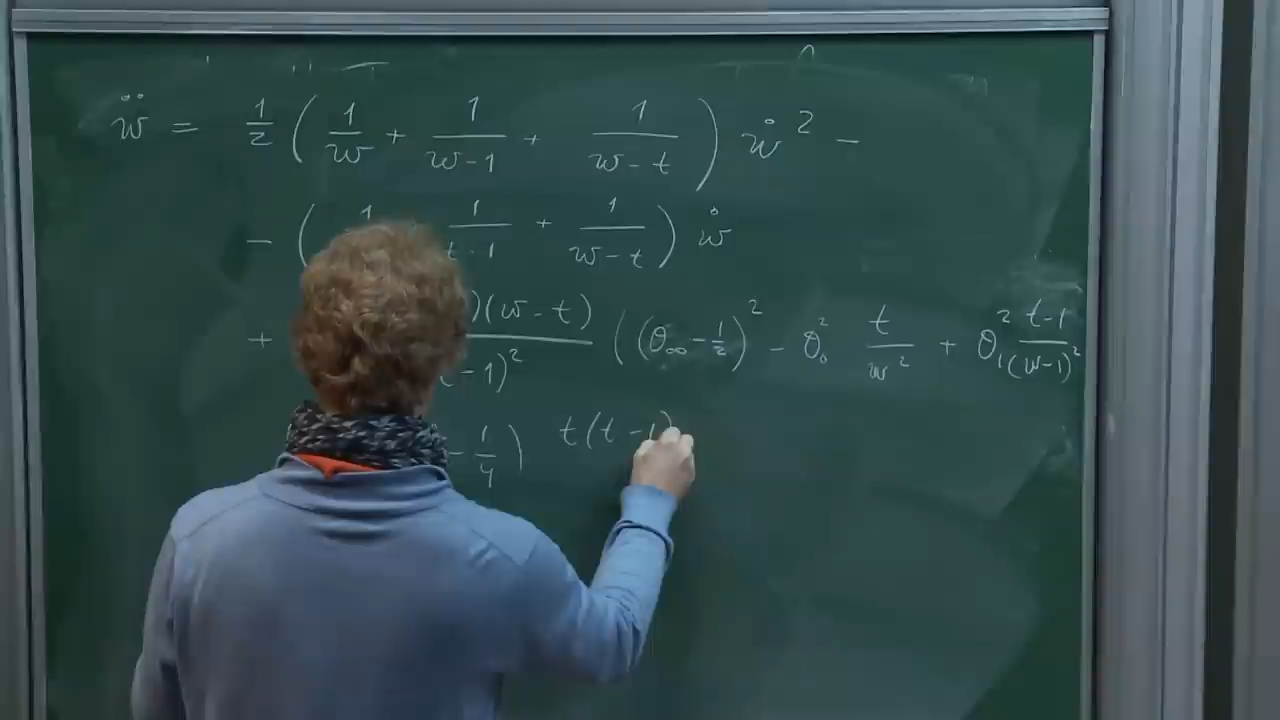 ẅ = 1/2 ( 1/w + 1/(w-1) + 1/(w-t) ) ẇ² -
- ( 1 1/(t-1) + 1/(w-t) ) ẇ
+ )(w-t) / -1)² ( (θ∞ - 1/2)² - θ₀² t/w² + θ₁² (t-1)/(w-1)²
- 1/4 ) t(t-1)